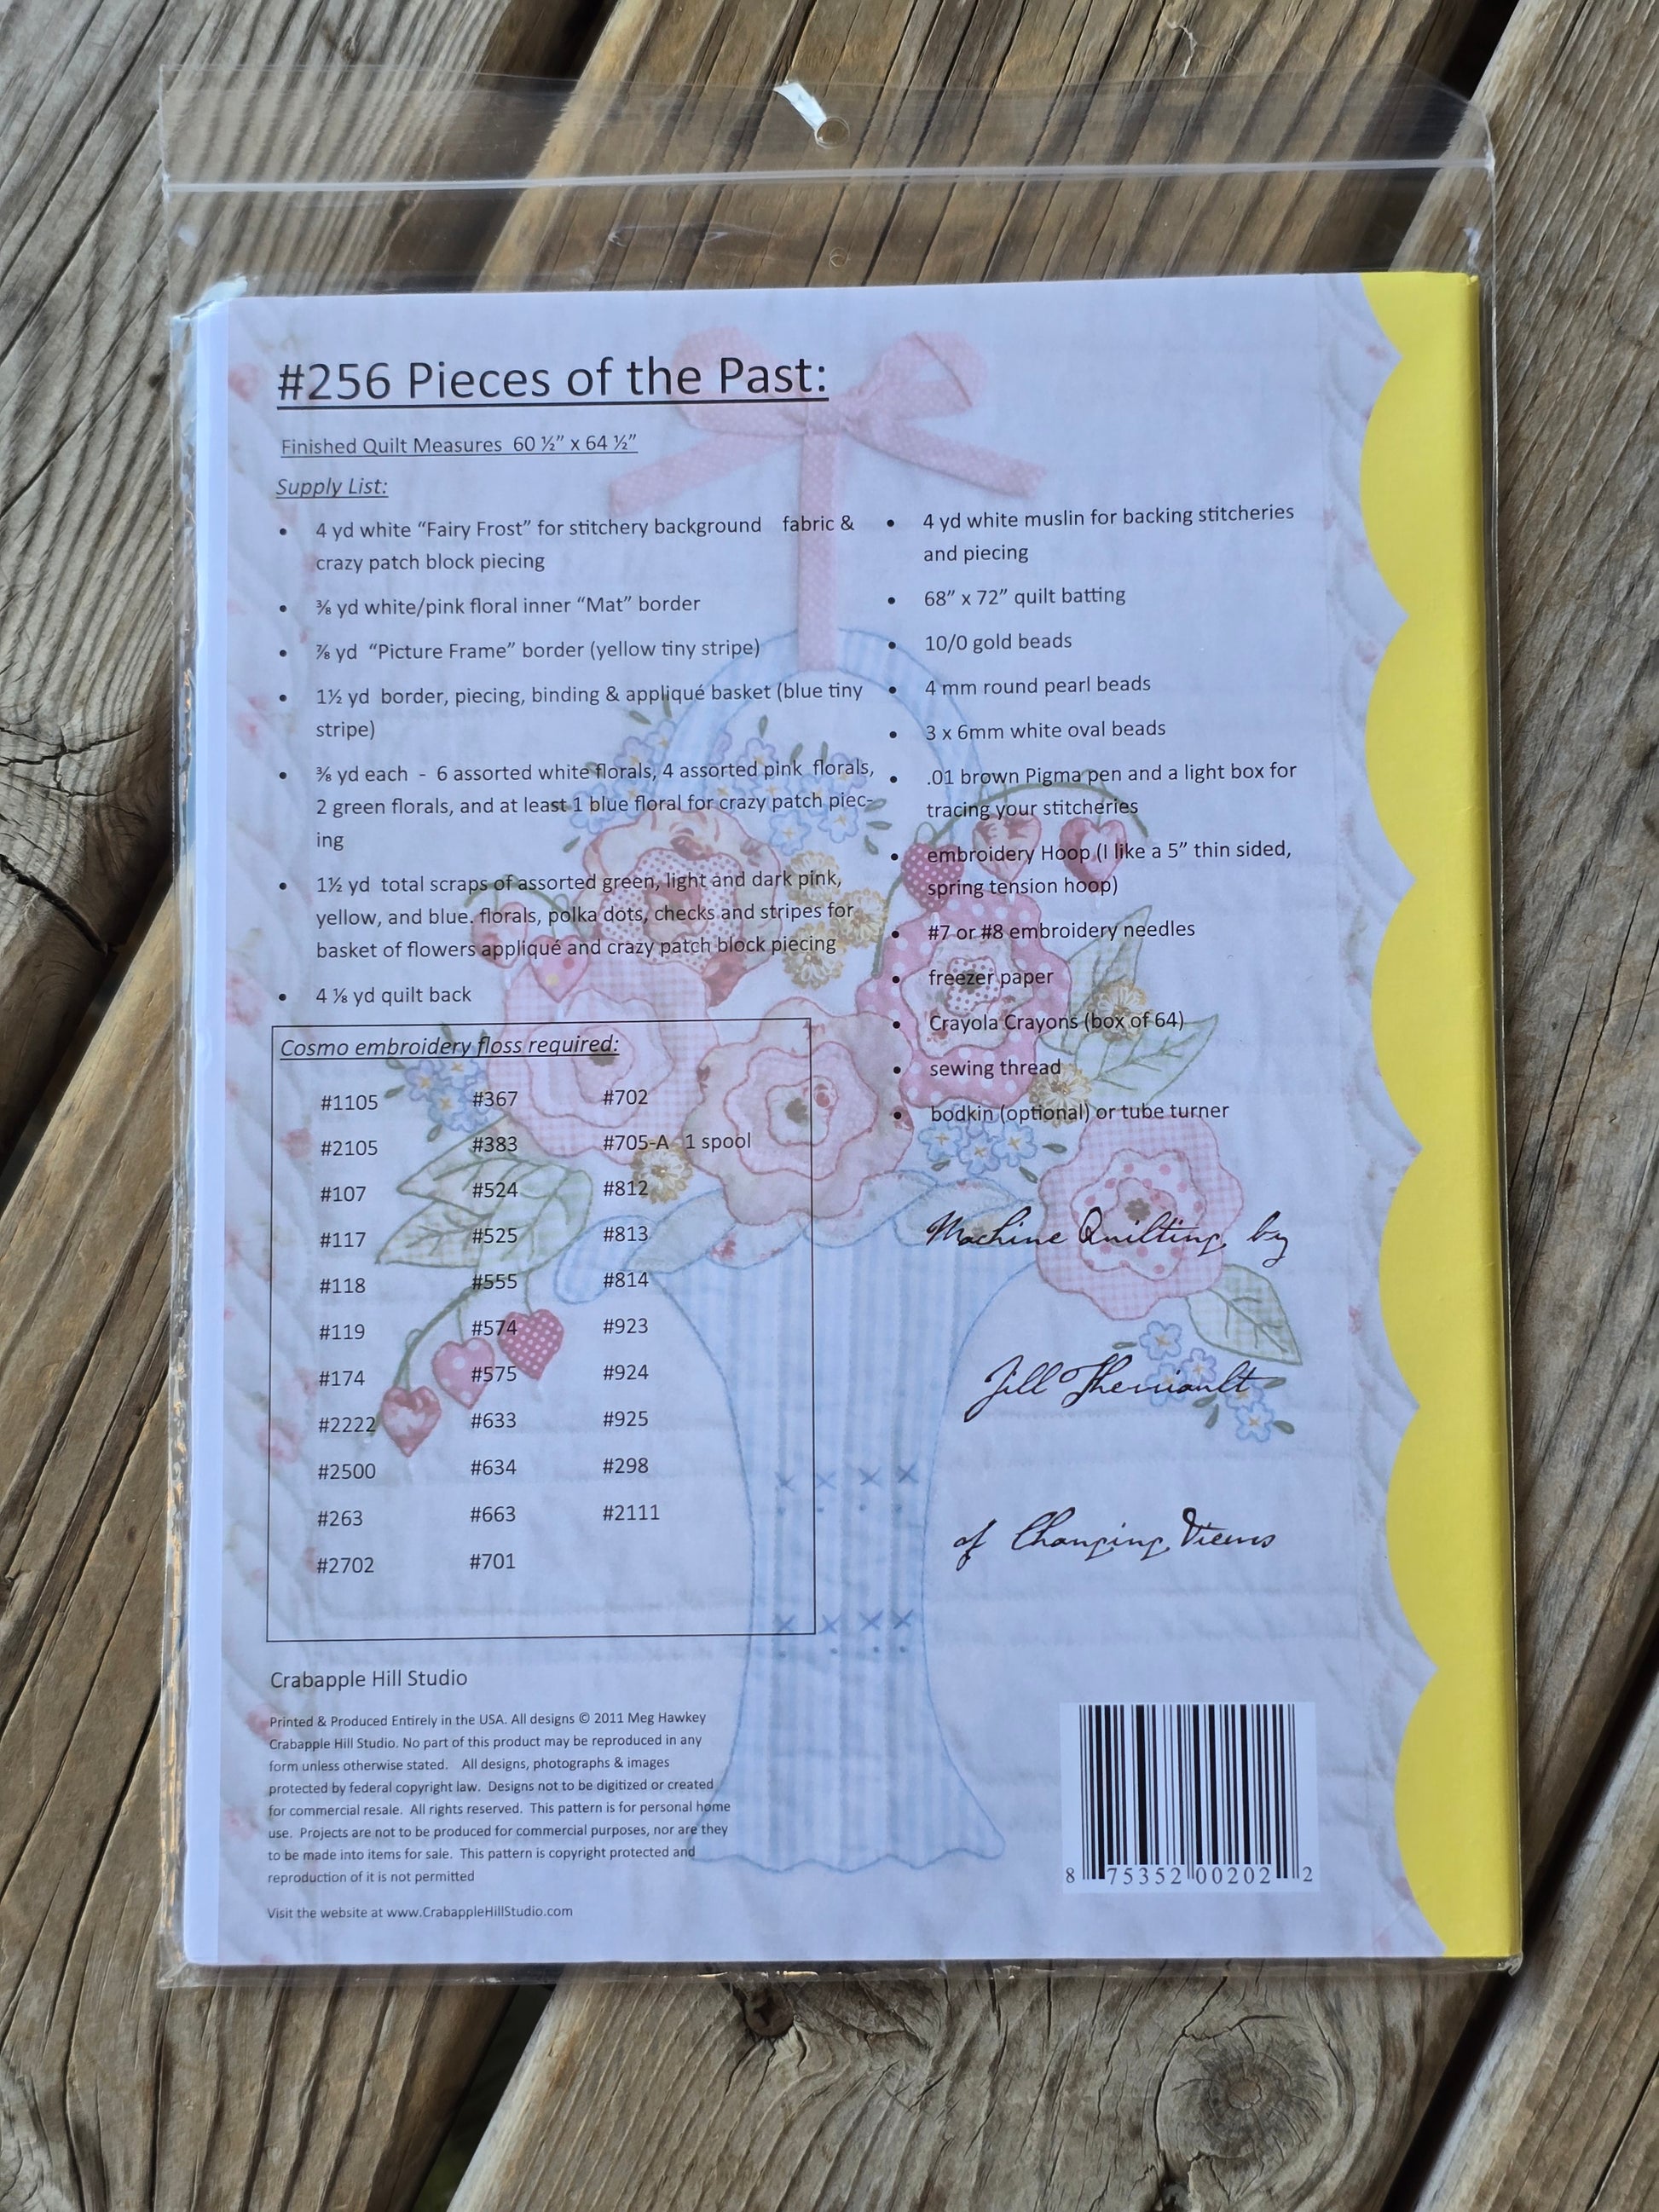 #256 Pieces of the Past:
Finished Quilt Measures 60 ½” x 64 ½”
Supply List:
• 4 yd white “Fairy Frost” for stitchery background fabric &
crazy patch block piecing
• ⅜ yd white/pink floral inner “Mat” border
• ⅞ yd “Picture Frame” border (yellow tiny stripe)
• 1½ yd border, piecing, binding & appliqué basket (blue tiny
stripe)
• ⅜ yd each - 6 assorted white florals, 4 assorted pink florals,
2 green florals, and at least 1 blue floral for crazy patch piec-
ing
• 1½ yd total scraps of assorted green, light and dark pink,
yellow, and blue. florals, polka dots, checks and stripes for
basket of flowers appliqué and crazy patch block piecing
• 4 ⅛ yd quilt back
• 4 yd white muslin for backing stitcheries
and piecing
• 68” x 72” quilt batting
• 10/0 gold beads
• 4 mm round pearl beads
• 3 x 6mm white oval beads
• .01 brown Pigma pen and a light box for
tracing your stitcheries
• embroidery Hoop (I like a 5” thin sided,
spring tension hoop)
• #7 or #8 embroidery needles
• freezer paper
• Crayola Crayons (box of 64)
• sewing thread
• bodkin (optional) or tube turner
Cosmo embroidery floss required:
#1105 #367 #702
#2105 #383 #705-A 1 spool
#107 #524 #812
#117 #525 #813
#118 #555 #814
#119 #574 #923
#174 #575 #924
#2222 #633 #925
#2500 #634 #298
#263 #663 #2111
#2702 #701
Machine Quilting by
Jill Therriault
of Changing Views
Crabapple Hill Studio
Printed & Produced Entirely in the USA. All designs © 2011 Meg Hawkey
Crabapple Hill Studio. No part of this product may be reproduced in any
form unless otherwise stated. All designs, photographs & images
protected by federal copyright law. Designs not to be digitized or created
for commercial resale. All rights reserved. This pattern is for personal home
use. Projects are not to be produced for commercial purposes, nor are they
to be made into items for sale. This pattern is copyright protected and
reproduction of it is not permitted
Visit the website at www.CrabappleHillStudio.com
8 75352 00202 2